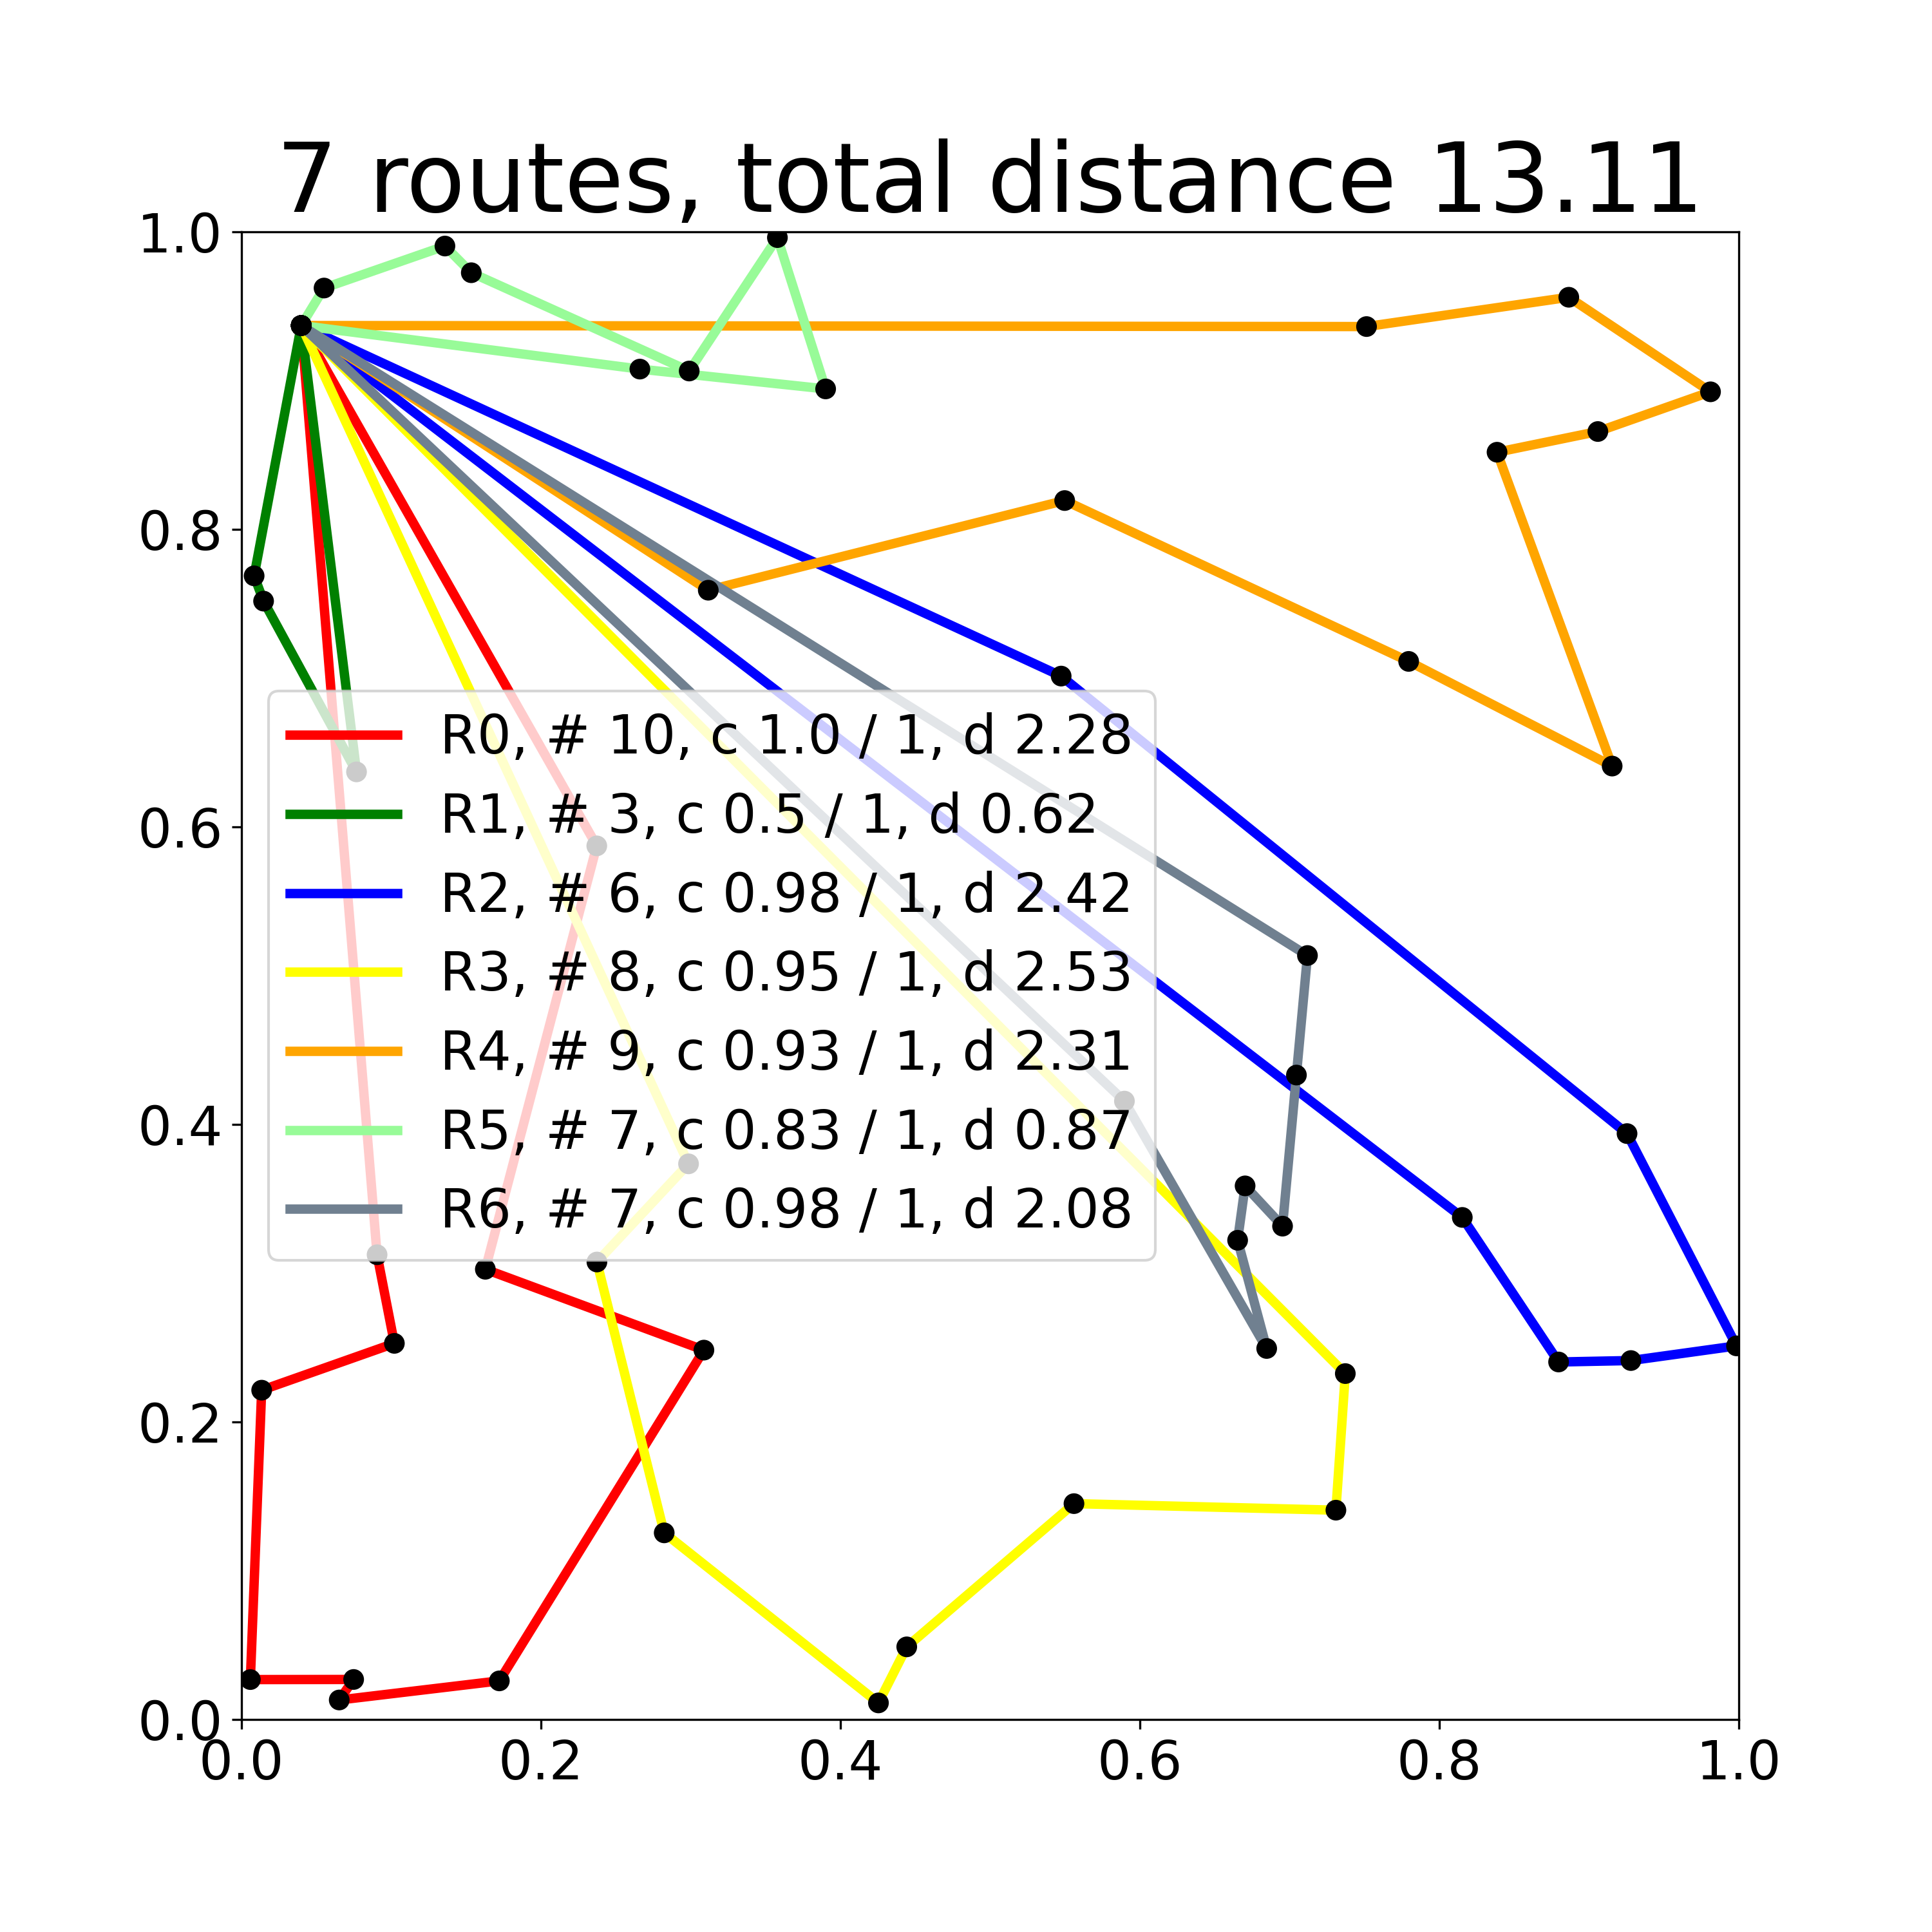 7 routes, total distance 13.11
1.0
0.8
0.6
0.4
0.2
0.0
R0, # 10, c 1.0 / 1, d 2.28
R1, # 3, c 0.5 / 1, d 0.62
R2, # 6, c 0.98 / 1, d 2.42
R3, # 8, c 0.95 / 1, d 2.53
R4, # 9, c 0.93 / 1, d 2.31
R5, # 7, c 0.83 / 1, d 0.87
R6, # 7, c 0.98 / 1, d 2.08
0.0 0.2 0.4 0.6 0.8 1.0